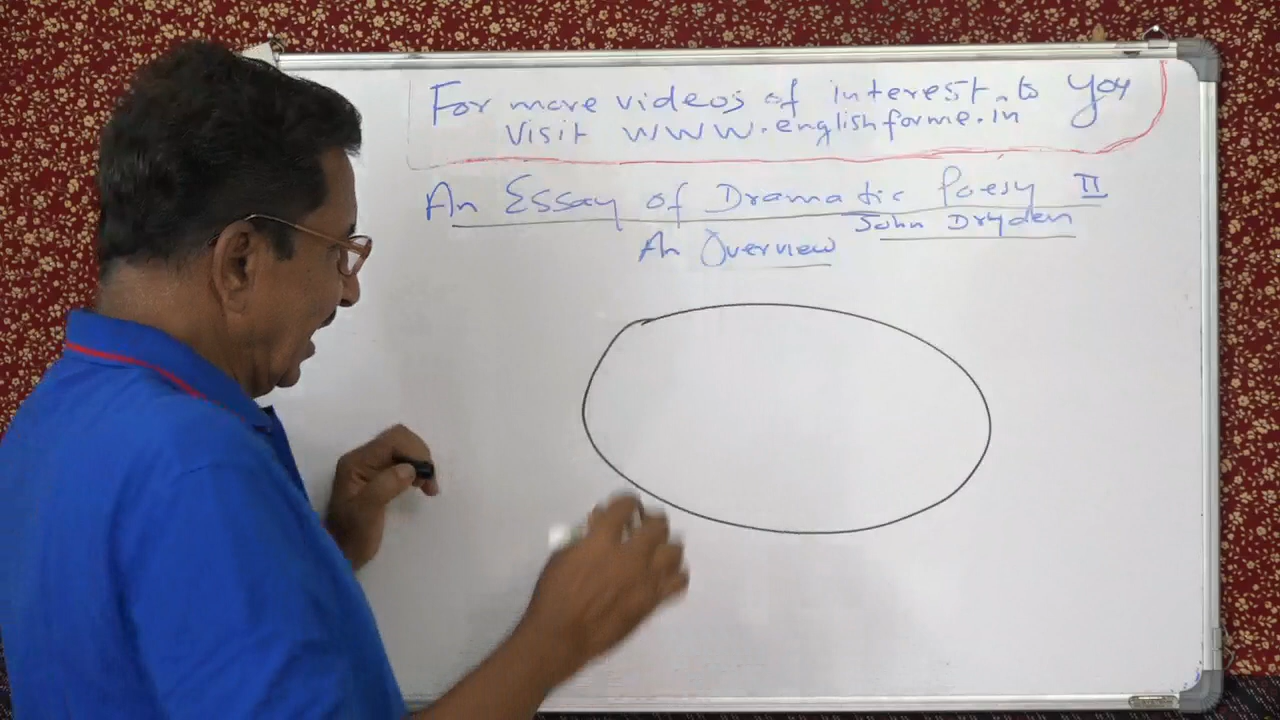 For more videos of interest to You
Visit www.englishforme.in
An Essay of Dramatic Poesy II
John Dryden
An Overview